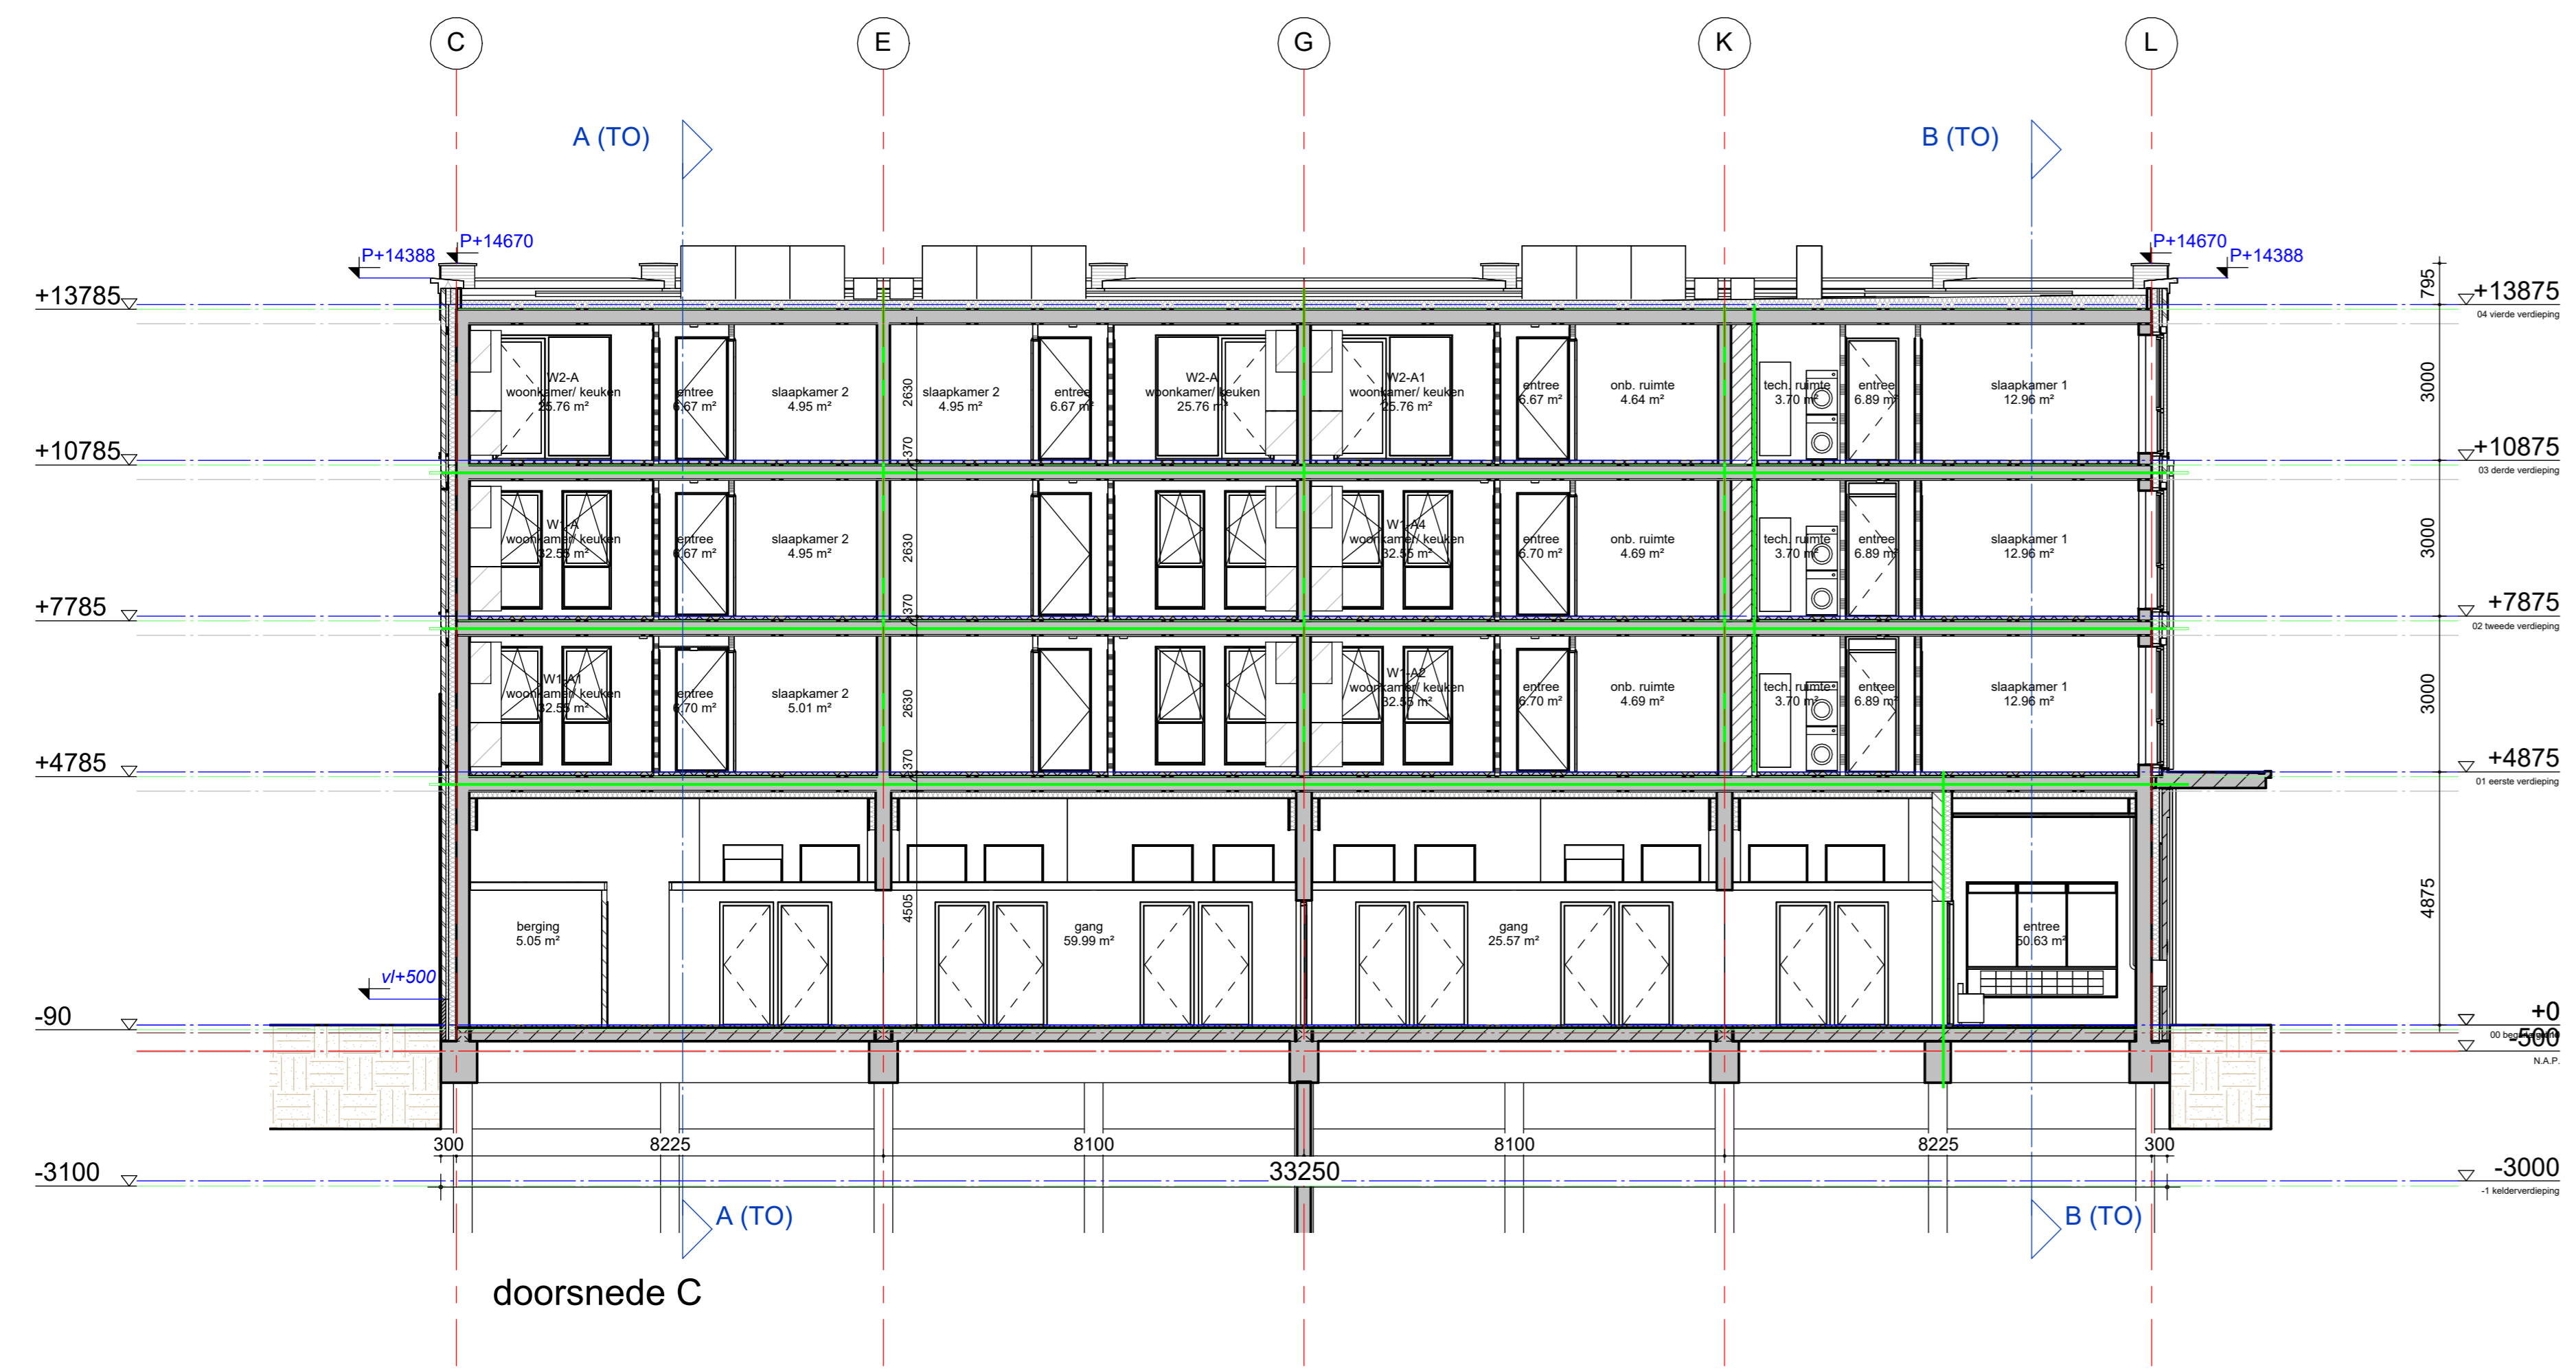 C
E
G
K
L
A (TO)
B (TO)
P+14388
P+14670
P+14670
P+14388
+13785
+13875
04 vierde verdieping
795
W2-A
woonkamer/ keuken
25.76 m²
entree
6.67 m²
slaapkamer 2
4.95 m²
2630
slaapkamer 2
4.95 m²
entree
6.67 m²
W2-A
woonkamer/ keuken
25.76 m²
W2-A1
woonkamer/ keuken
25.76 m²
entree
6.67 m²
onb. ruimte
4.64 m²
tech. ruimte
3.70 m²
entree
6.89 m²
slaapkamer 1
12.96 m²
3000
+10785
370
+10875
03 derde verdieping
W1-A
woonkamer/ keuken
32.55 m²
entree
6.67 m²
slaapkamer 2
4.95 m²
2630
W1-A4
woonkamer/ keuken
32.55 m²
entree
6.70 m²
onb. ruimte
4.69 m²
tech. ruimte
3.70 m²
entree
6.89 m²
slaapkamer 1
12.96 m²
3000
+7785
370
+7875
02 tweede verdieping
W1-A1
woonkamer/ keuken
32.55 m²
entree
6.70 m²
slaapkamer 2
5.01 m²
2630
W1-A2
woonkamer/ keuken
32.55 m²
entree
6.70 m²
onb. ruimte
4.69 m²
tech. ruimte
3.70 m²
entree
6.89 m²
slaapkamer 1
12.96 m²
3000
+4785
370
+4875
01 eerste verdieping
berging
5.05 m²
4505
gang
59.99 m²
gang
25.57 m²
entree
50.63 m²
4875
vl+500
-90
+0
00
-500
N.A.P.
300
8225
8100
8100
8225
300
33250
-3100
-3000
-1 kelderverdieping
A (TO)
B (TO)
doorsnede C